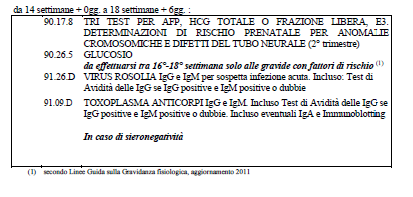 da 14 settimane + 0gg. a 18 settimane + 6gg. :
90.17.8 TRI TEST PER AFP, HCG TOTALE O FRAZIONE LIBERA, E3.
DETERMINAZIONI DI RISCHIO PRENATALE PER ANOMALIE
CROMOSOMICHE E DIFETTI DEL TUBO NEURALE (2° trimestre)
90.26.5 GLUCOSIO
da effettuarsi tra 16°-18° settimana solo alle gravide con fattori di rischio (1)
91.26.D VIRUS ROSOLIA IgG e IgM per sospetta infezione acuta. Incluso: Test di
Avidità delle IgG se IgG positive e IgM positive o dubbie
91.09.D TOXOPLASMA ANTICORPI IgG e IgM. Incluso Test di Avidità delle IgG se
IgG positive e IgM positive o dubbie. Incluso eventuali IgA e Immunoblotting
In caso di sieronegatività
(1) secondo Linee Guida sulla Gravidanza fisiologica, aggiornamento 2011